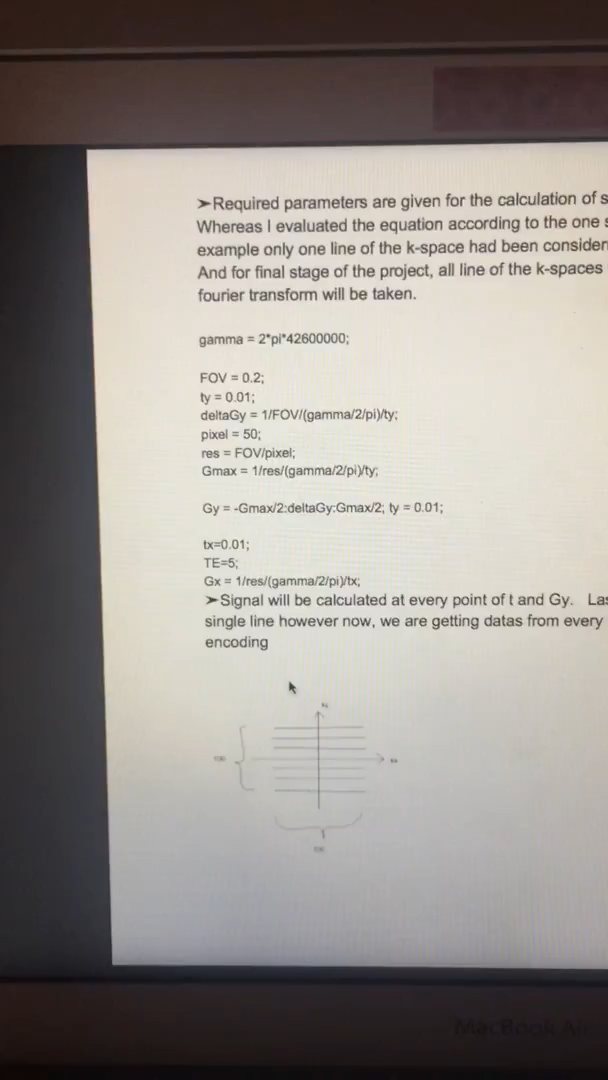 ➤Required parameters are given for the calculation of s
Whereas I evaluated the equation according to the one s
example only one line of the k-space had been consider
And for final stage of the project, all line of the k-spaces
fourier transform will be taken.
gamma = 2*pi*42600000;
FOV = 0.2;
ty = 0.01;
deltaGy = 1/FOV/(gamma/2/pi)/ty;
pixel = 50;
res = FOV/pixel;
Gmax = 1/res/(gamma/2/pi)/ty;
Gy = -Gmax/2:deltaGy:Gmax/2; ty = 0.01;
tx=0.01;
TE=5;
Gx = 1/res/(gamma/2/pi)/tx;
➤Signal will be calculated at every point of t and Gy. Las
single line however now, we are getting datas from every
encoding
MacBook Air